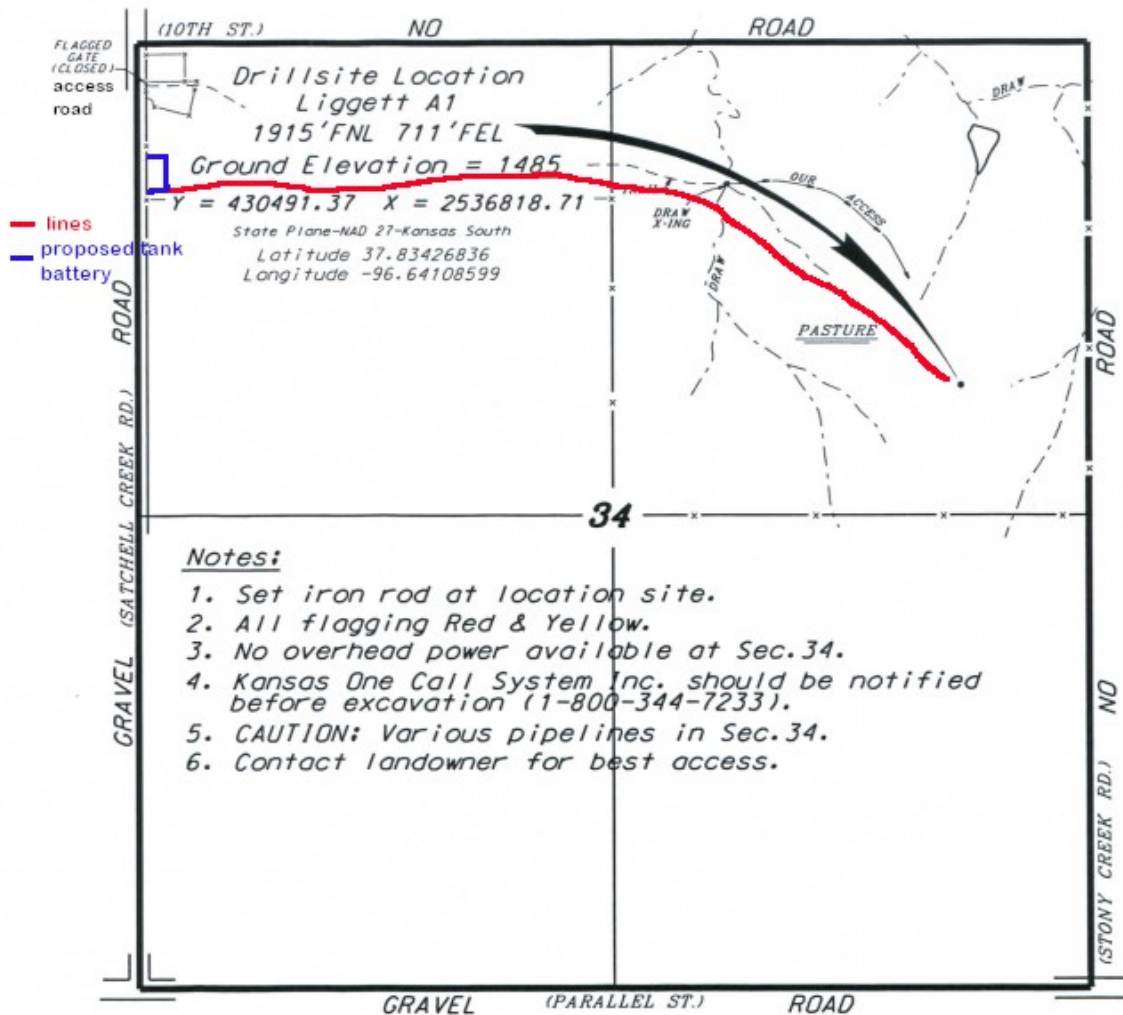 (10TH ST.) NO ROAD
FLAGGED
GATE
(CLOSED)
access
road
Drillsite Location
Liggett A1
1915'FNL 711'FEL
Ground Elevation = 1485
Y = 430491.37 X = 2536818.71
State Plane-NAD 27-Kansas South
Latitude 37.83426836
Longitude -96.64108599
lines
proposed tank
battery
DRAW
OUR
ACCESS
DRAW
X-ING
DRAW
PASTURE
ROAD
(SATCHELL CREEK RD.)
GRAVEL
ROAD
NO
(STONY CREEK RD.)
34
Notes:
1. Set iron rod at location site.
2. All flagging Red & Yellow.
3. No overhead power available at Sec.34.
4. Kansas One Call System Inc. should be notified
before excavation (1-800-344-7233).
5. CAUTION: Various pipelines in Sec.34.
6. Contact landowner for best access.
GRAVEL (PARALLEL ST.) ROAD